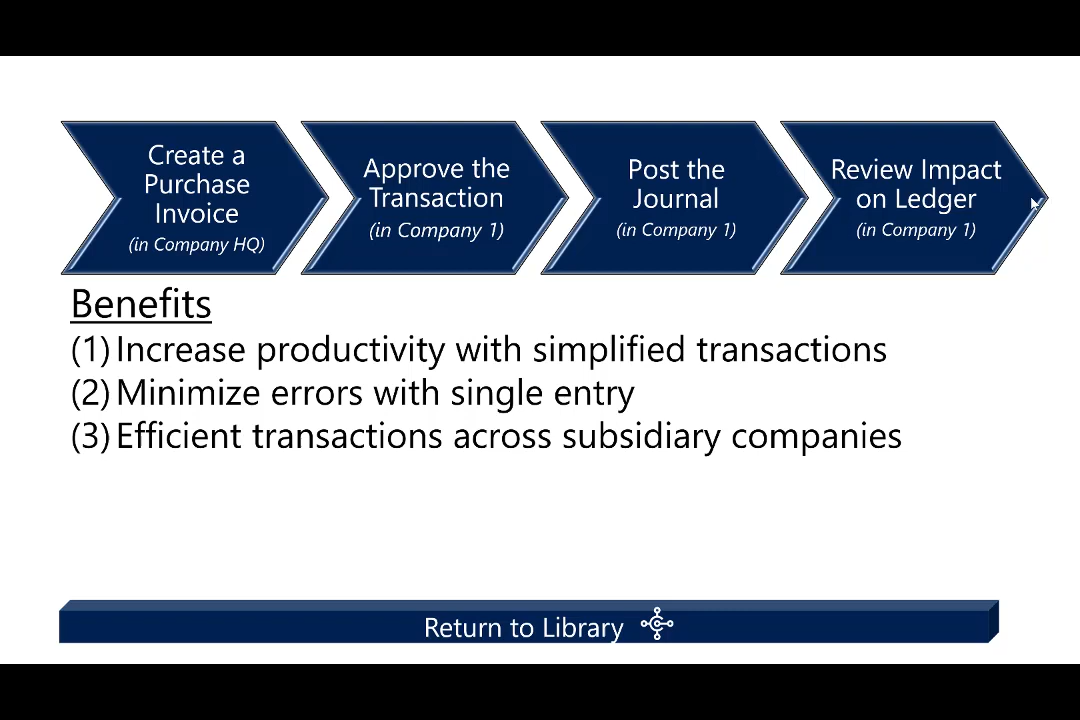 Create a
Purchase
Invoice
(in Company HQ)
Approve the
Transaction
(in Company 1)
Post the
Journal
(in Company 1)
Review Impact
on Ledger
(in Company 1)
Benefits
(1) Increase productivity with simplified transactions
(2) Minimize errors with single entry
(3) Efficient transactions across subsidiary companies
Return to Library